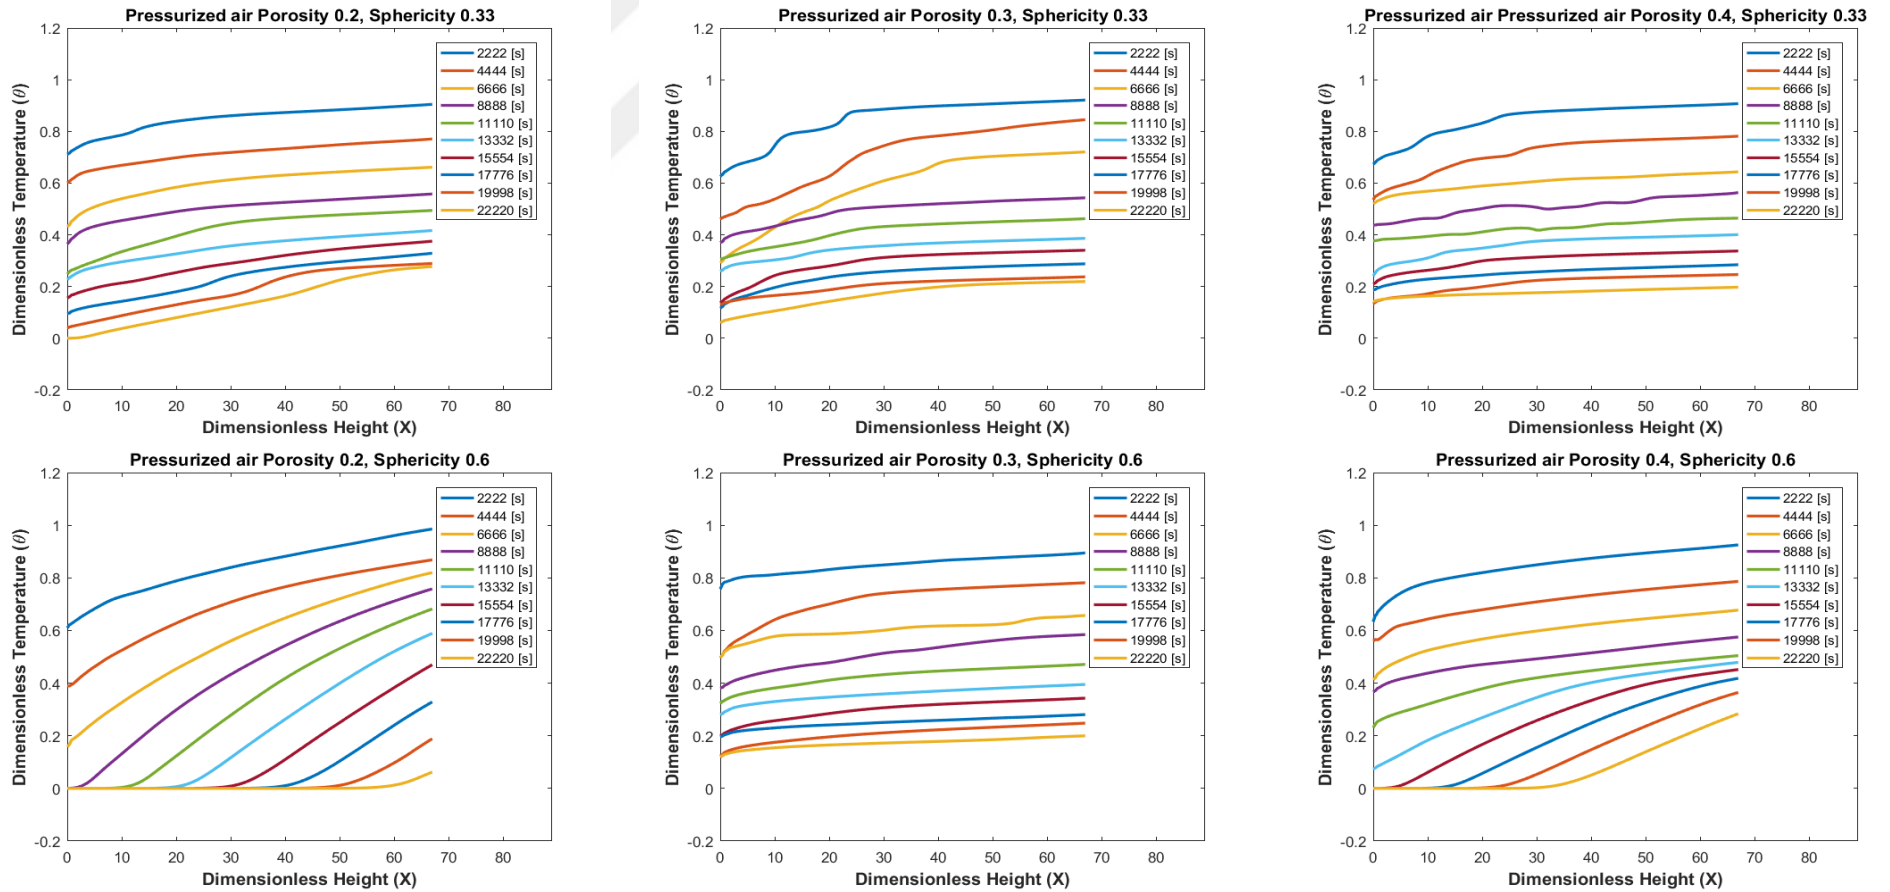 Pressurized air Porosity 0.2, Sphericity 0.33
1.2
1
0.8
0.6
0.4
0.2
0
-0.2
Dimensionless Temperature (θ)
2222 [s]
4444 [s]
6666 [s]
8888 [s]
11110 [s]
13332 [s]
15554 [s]
17776 [s]
19998 [s]
22220 [s]
0 10 20 30 40 50 60 70 80
Dimensionless Height (X)
Pressurized air Porosity 0.3, Sphericity 0.33
1.2
1
0.8
0.6
0.4
0.2
0
-0.2
Dimensionless Temperature (θ)
2222 [s]
4444 [s]
6666 [s]
8888 [s]
11110 [s]
13332 [s]
15554 [s]
17776 [s]
19998 [s]
22220 [s]
0 10 20 30 40 50 60 70 80
Dimensionless Height (X)
Pressurized air Pressurized air Porosity 0.4, Sphericity 0.33
1.2
1
0.8
0.6
0.4
0.2
0
-0.2
Dimensionless Temperature (θ)
2222 [s]
4444 [s]
6666 [s]
8888 [s]
11110 [s]
13332 [s]
15554 [s]
17776 [s]
19998 [s]
22220 [s]
0 10 20 30 40 50 60 70 80
Dimensionless Height (X)
Pressurized air Porosity 0.2, Sphericity 0.6
1.2
1
0.8
0.6
0.4
0.2
0
-0.2
Dimensionless Temperature (θ)
2222 [s]
4444 [s]
6666 [s]
8888 [s]
11110 [s]
13332 [s]
15554 [s]
17776 [s]
19998 [s]
22220 [s]
0 10 20 30 40 50 60 70 80
Dimensionless Height (X)
Pressurized air Porosity 0.3, Sphericity 0.6
1.2
1
0.8
0.6
0.4
0.2
0
-0.2
Dimensionless Temperature (θ)
2222 [s]
4444 [s]
6666 [s]
8888 [s]
11110 [s]
13332 [s]
15554 [s]
17776 [s]
19998 [s]
22220 [s]
0 10 20 30 40 50 60 70 80
Dimensionless Height (X)
Pressurized air Porosity 0.4, Sphericity 0.6
1.2
1
0.8
0.6
0.4
0.2
0
-0.2
Dimensionless Temperature (θ)
2222 [s]
4444 [s]
6666 [s]
8888 [s]
11110 [s]
13332 [s]
15554 [s]
17776 [s]
19998 [s]
22220 [s]
0 10 20 30 40 50 60 70 80
Dimensionless Height (X)